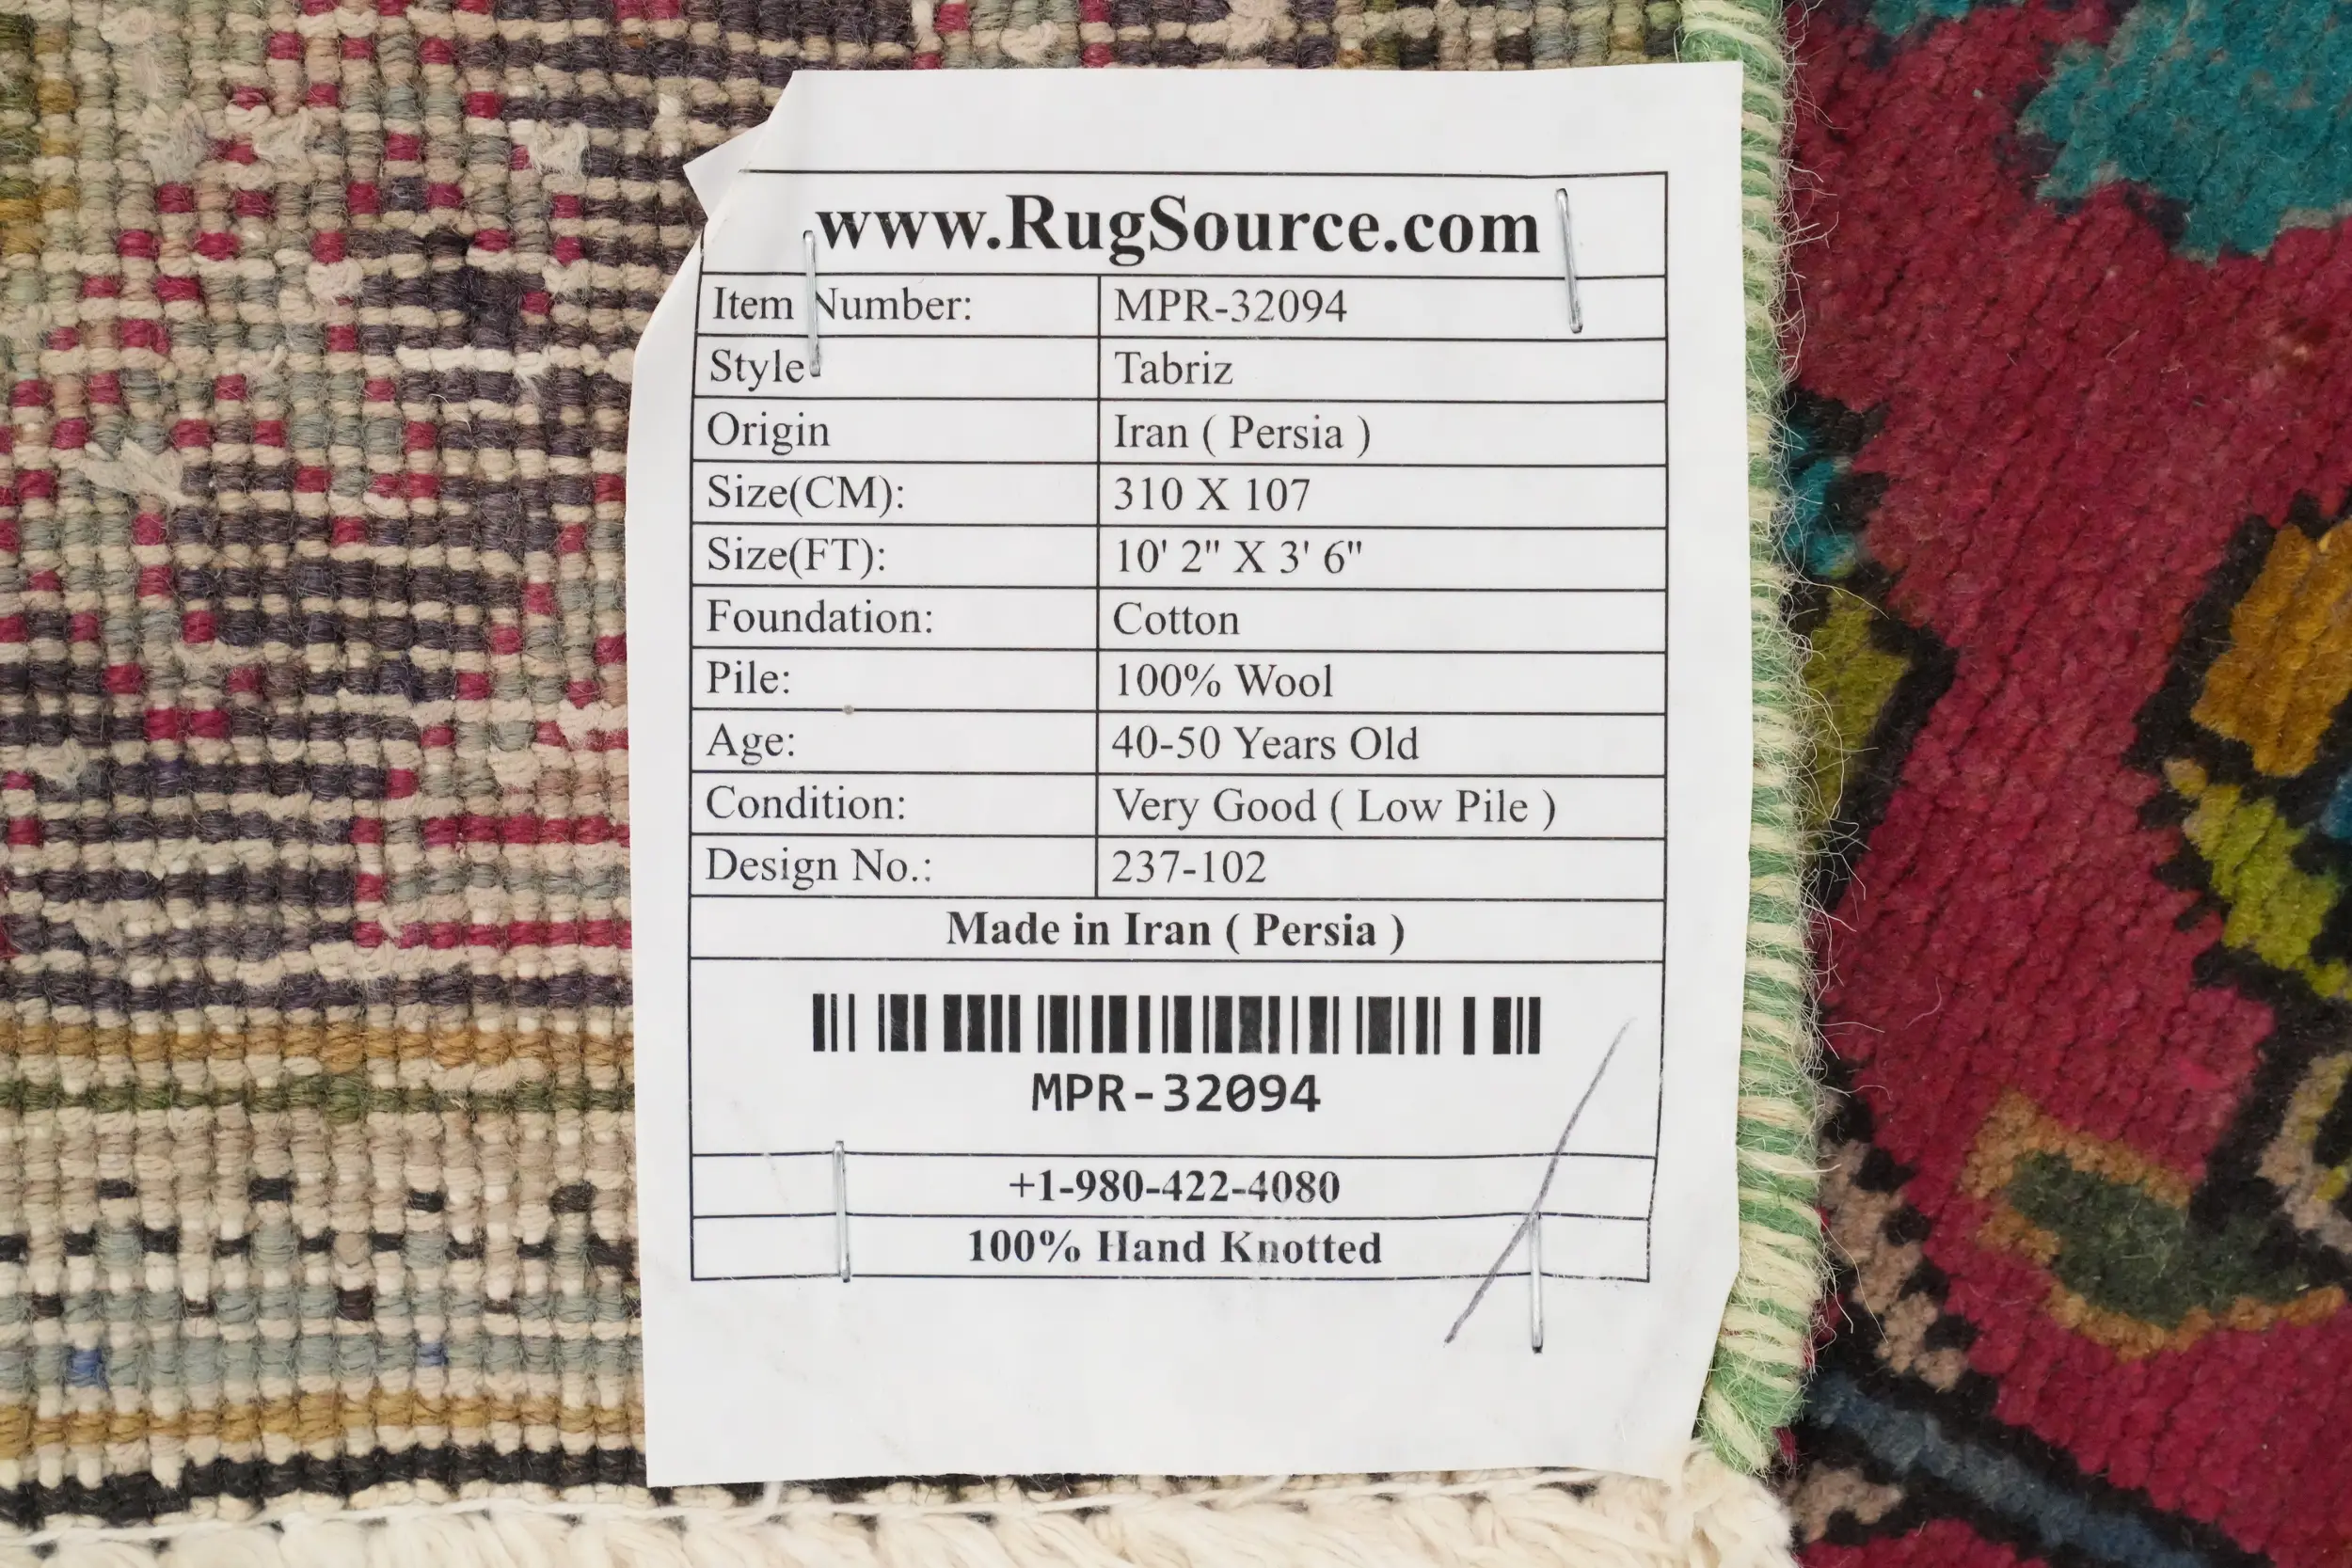 www.RugSource.com
Item Number: MPR-32094
Style Tabriz
Origin Iran ( Persia )
Size(CM): 310 X 107
Size(FT): 10' 2" X 3' 6"
Foundation: Cotton
Pile: 100% Wool
Age: 40-50 Years Old
Condition: Very Good ( Low Pile )
Design No.: 237-102
Made in Iran ( Persia )
MPR-32094
+1-980-422-4080
100% Hand Knotted